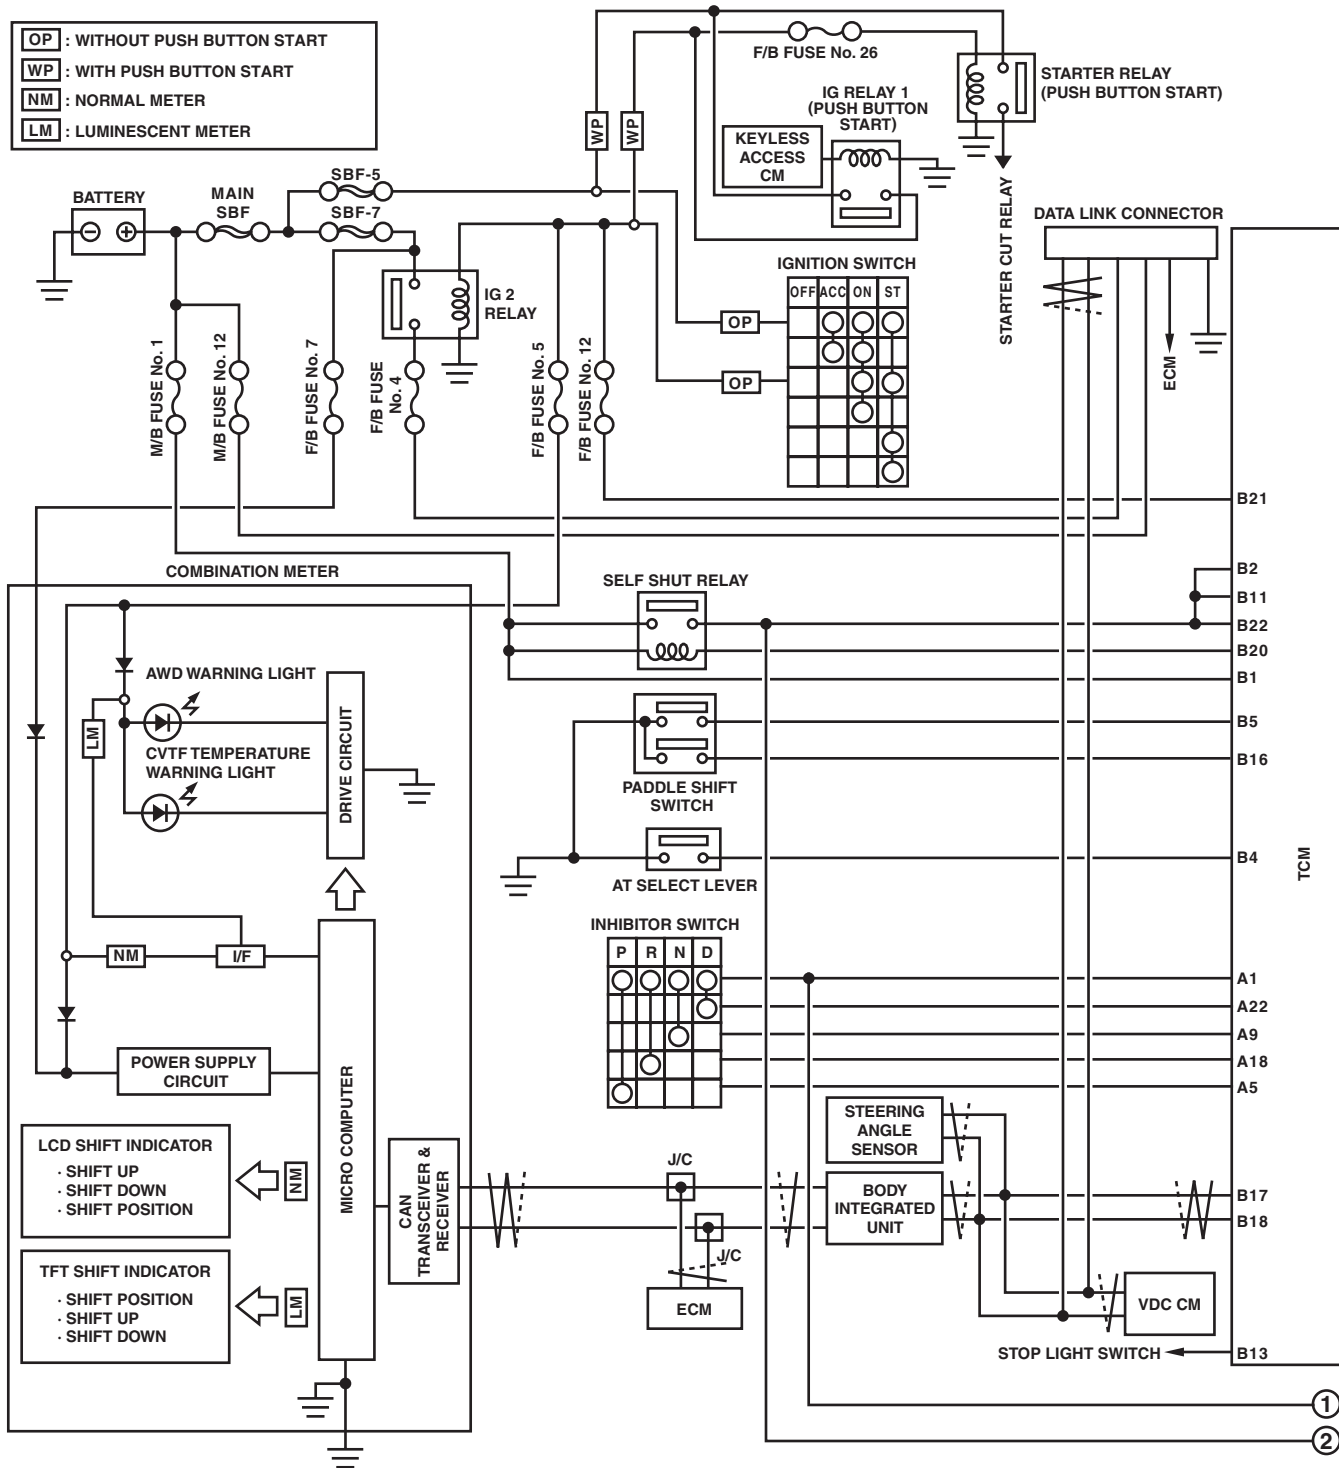 OP : WITHOUT PUSH BUTTON START
WP : WITH PUSH BUTTON START
NM : NORMAL METER
LM : LUMINESCENT METER
F/B FUSE No. 26
STARTER RELAY
(PUSH BUTTON START)
IG RELAY 1
(PUSH BUTTON
START)
WP
WP
KEYLESS
ACCESS
CM
STARTER CUT RELAY
BATTERY
MAIN
SBF
SBF-5
SBF-7
DATA LINK CONNECTOR
IGNITION SWITCH
OFF ACC ON ST
IG 2
RELAY
OP
OP
ECM
M/B FUSE No. 1
M/B FUSE No. 12
F/B FUSE No. 7
F/B FUSE
No. 4
F/B FUSE No. 5
F/B FUSE No. 12
B21
COMBINATION METER
SELF SHUT RELAY
B2
B11
B22
B20
B1
AWD WARNING LIGHT
LM
CVTF TEMPERATURE
WARNING LIGHT
DRIVE CIRCUIT
B5
B16
PADDLE SHIFT
SWITCH
B4
AT SELECT LEVER
TCM
INHIBITOR SWITCH
P R N D
NM
I/F
A1
A22
A9
A18
A5
POWER SUPPLY
CIRCUIT
MICRO COMPUTER
STEERING
ANGLE
SENSOR
LCD SHIFT INDICATOR
· SHIFT UP
· SHIFT DOWN
· SHIFT POSITION
NM
CAN
TRANSCEIVER &
RECEIVER
J/C
J/C
BODY
INTEGRATED
UNIT
B17
B18
TFT SHIFT INDICATOR
· SHIFT POSITION
· SHIFT UP
· SHIFT DOWN
LM
ECM
VDC CM
STOP LIGHT SWITCH
B13
1
2